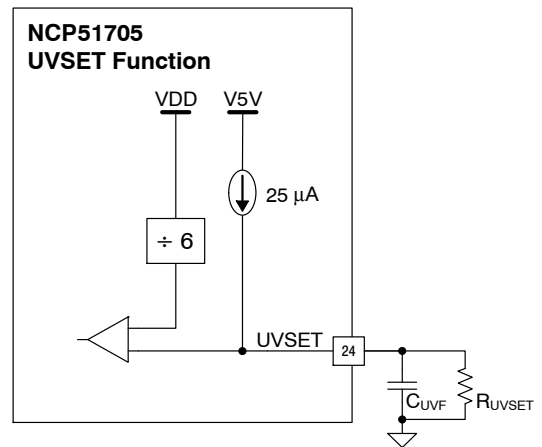 NCP51705
UVSET Function
VDD V5V
25 μA
÷ 6
UVSET
24
CUVF RUVSET